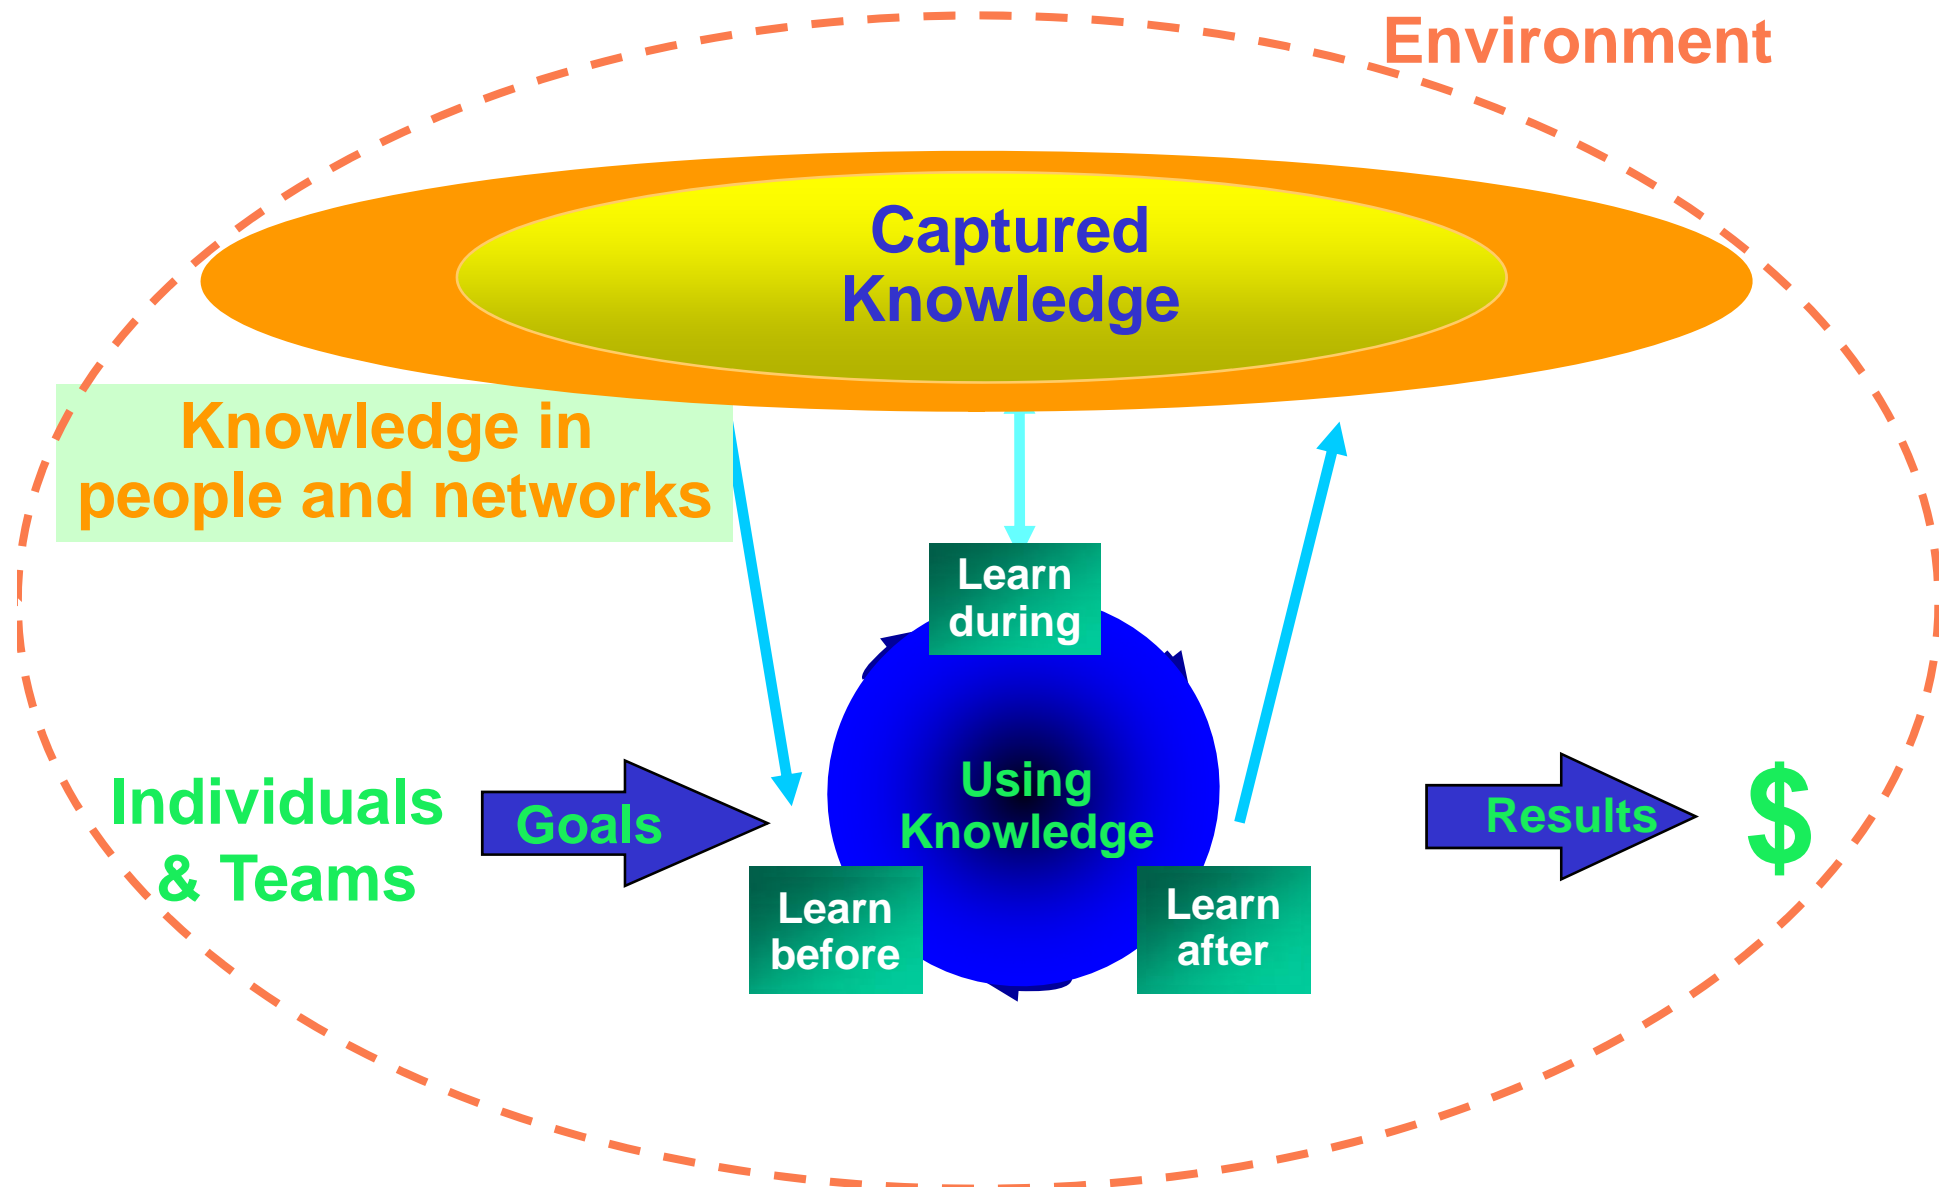 Environment
Captured
Knowledge
Knowledge in
people and networks
Learn
during
Individuals
& Teams
Goals
Using
Knowledge
Results
$
Learn
before
Learn
after